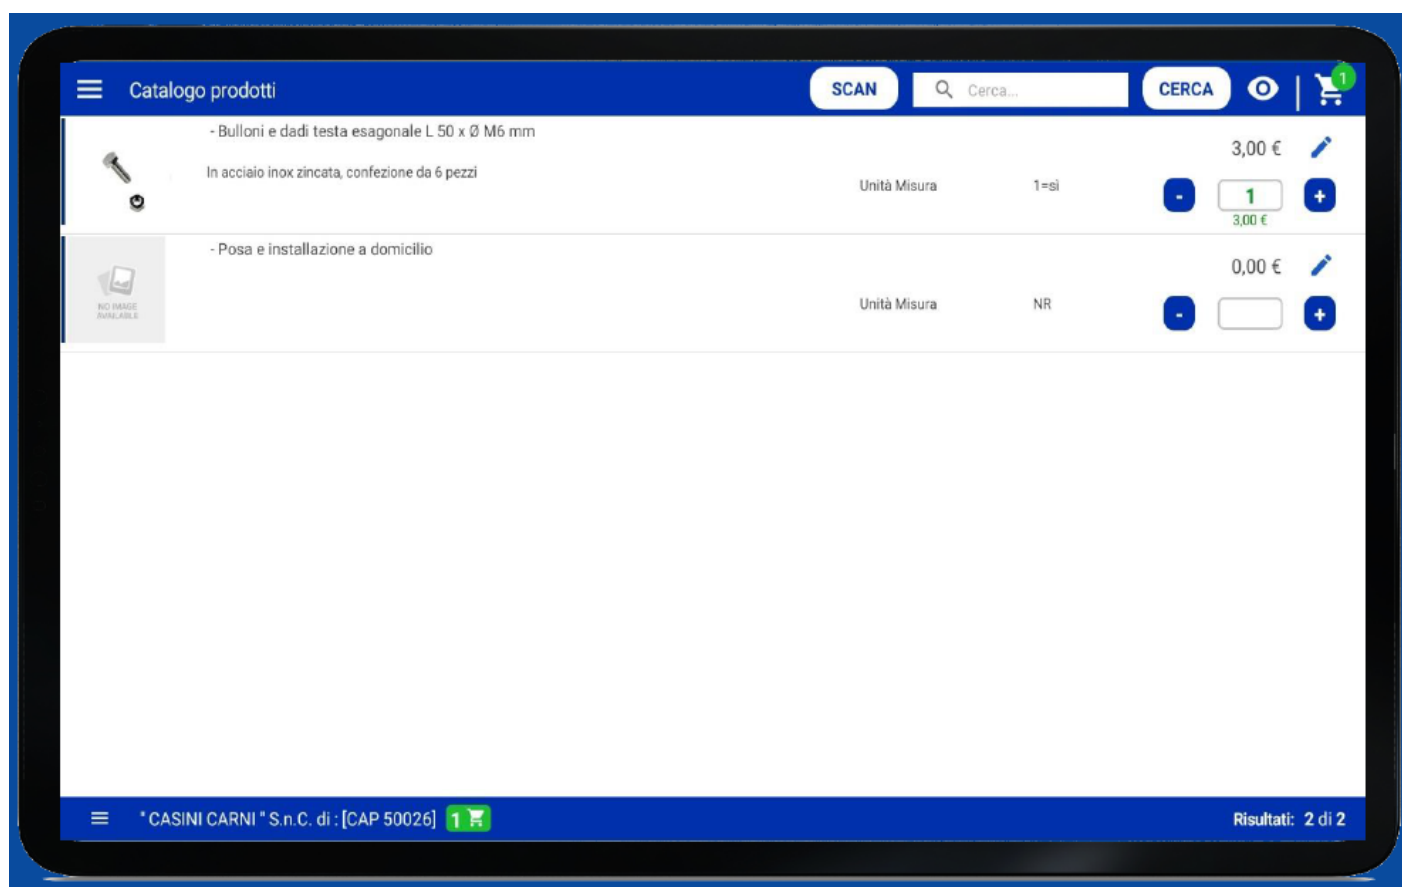 Catalogo prodotti
SCAN
Cerca...
CERCA
1
- Bulloni e dadi testa esagonale L 50 x Ø M6 mm
In acciaio inox zincata, confezione da 6 pezzi
Unità Misura 1=sì
3,00 €
- 1 +
3,00 €
- Posa e installazione a domicilio
NO IMAGE
AVAILABLE
Unità Misura NR
0,00 €
- +
" CASINI CARNI " S.n.C. di : [CAP 50026] 1
Risultati: 2 di 2